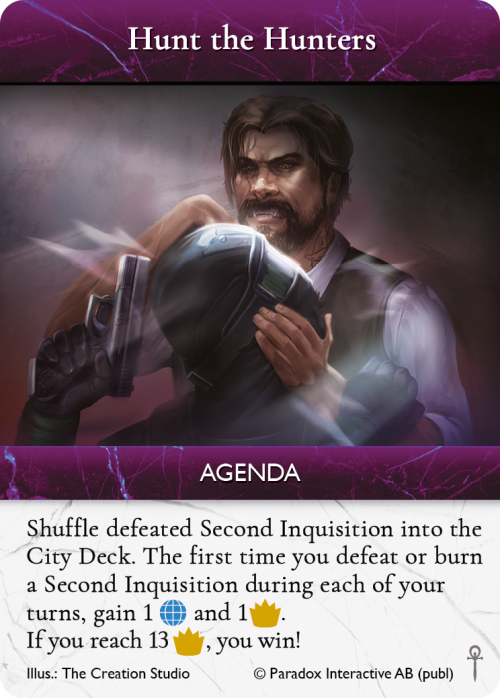 Hunt the Hunters
AGENDA
Shuffle defeated Second Inquisition into the
City Deck. The first time you defeat or burn
a Second Inquisition during each of your
turns, gain 1 and 1 .
If you reach 13 , you win!
Illus.: The Creation Studio © Paradox Interactive AB (publ)